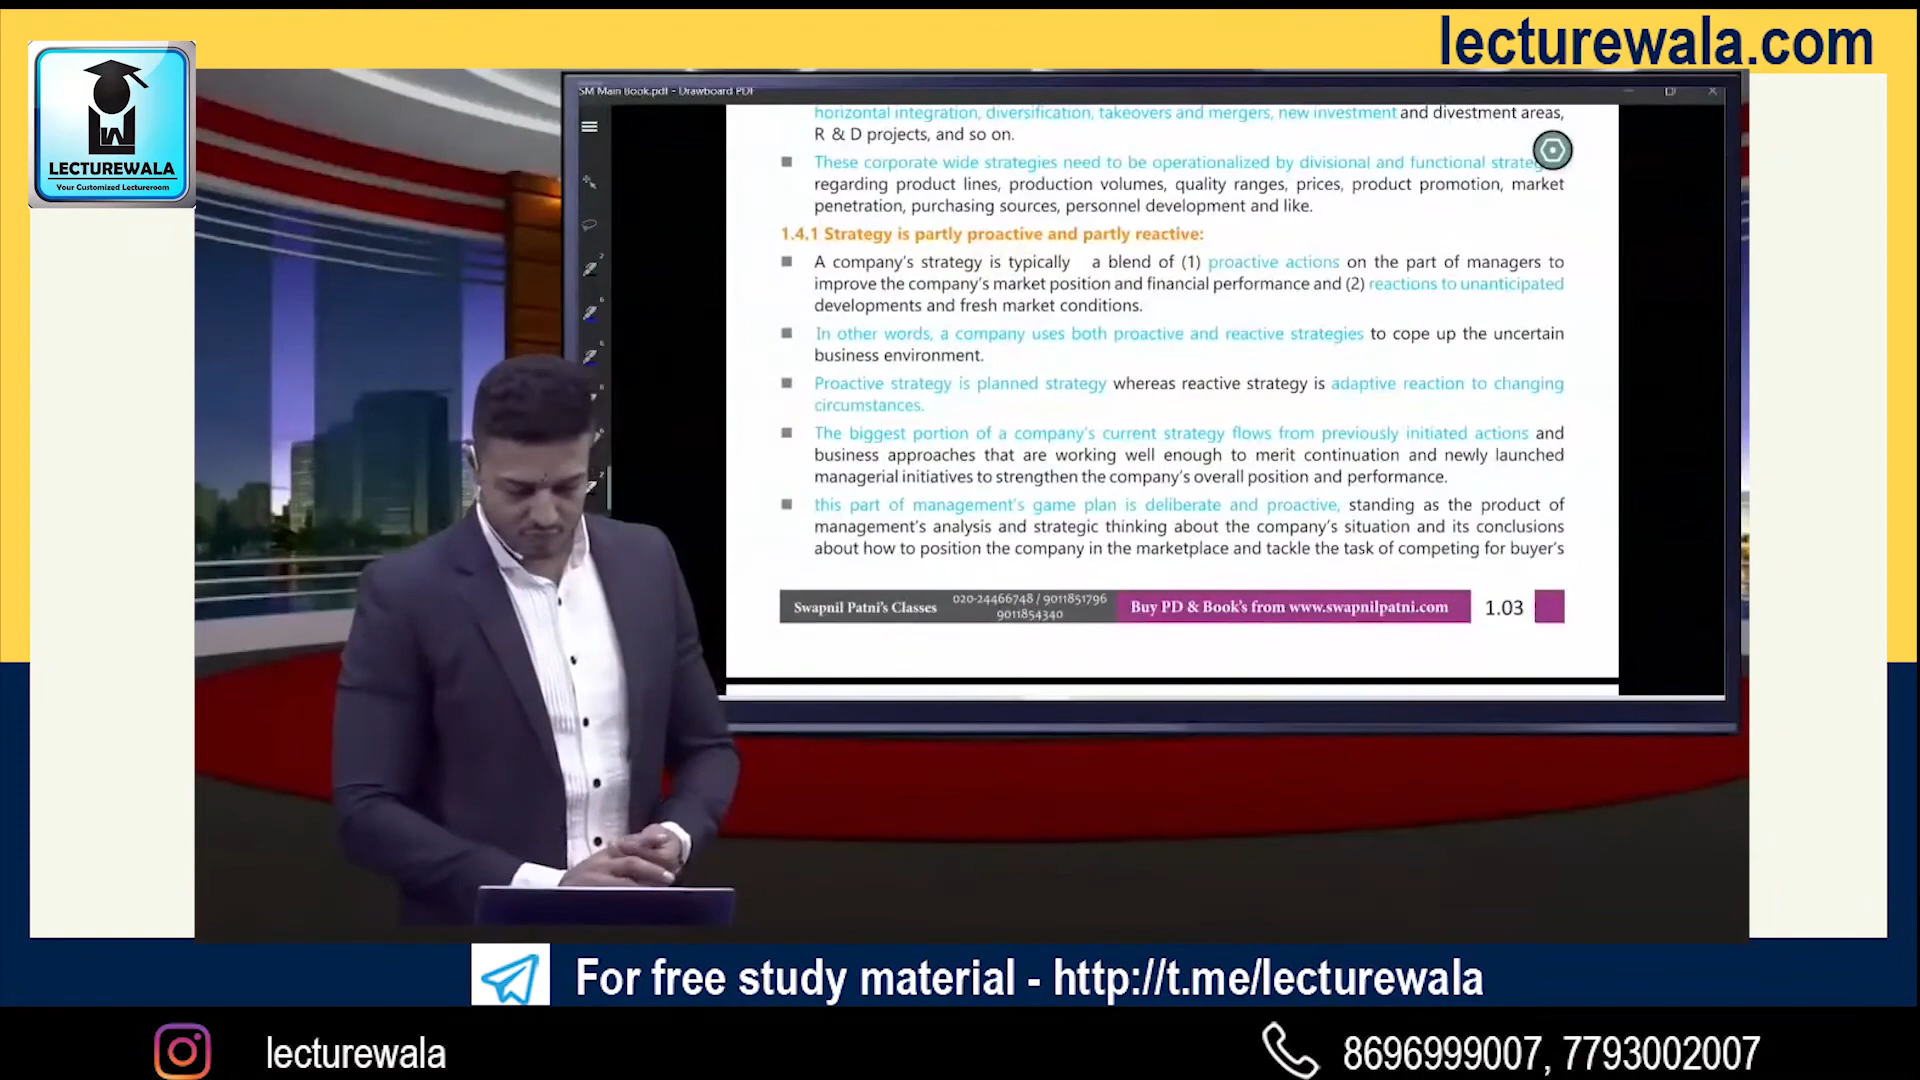 lecturewala.com
LECTUREWALA
Your Customized Lectureroom
SM Main Book.pdf - Drawboard PDF
horizontal integration, diversification, takeovers and mergers, new investment and divestment areas,
R & D projects, and so on.
These corporate wide strategies need to be operationalized by divisional and functional
regarding product lines, production volumes, quality ranges, prices, product promotion, market
penetration, purchasing sources, personnel development and like.
1.4.1 Strategy is partly proactive and partly reactive:
A company's strategy is typically a blend of (1) proactive actions on the part of managers to
improve the company's market position and financial performance and (2) reactions to unanticipated
developments and fresh market conditions.
In other words, a company uses both proactive and reactive strategies to cope up the uncertain
business environment.
Proactive strategy is planned strategy whereas reactive strategy is adaptive reaction to changing
circumstances.
The biggest portion of a company's current strategy flows from previously initiated actions and
business approaches that are working well enough to merit continuation and newly launched
managerial initiatives to strengthen the company's overall position and performance.
this part of management's game plan is deliberate and proactive, standing as the product of
management's analysis and strategic thinking about the company's situation and its conclusions
about how to position the company in the marketplace and tackle the task of competing for buyer's
Swapnil Patni's Classes
020-24466748 / 9011851796
9011854340
Buy PD & Book's from www.swapnilpatni.com
1.03
For free study material - http://t.me/lecturewala
lecturewala
8696999007, 7793002007